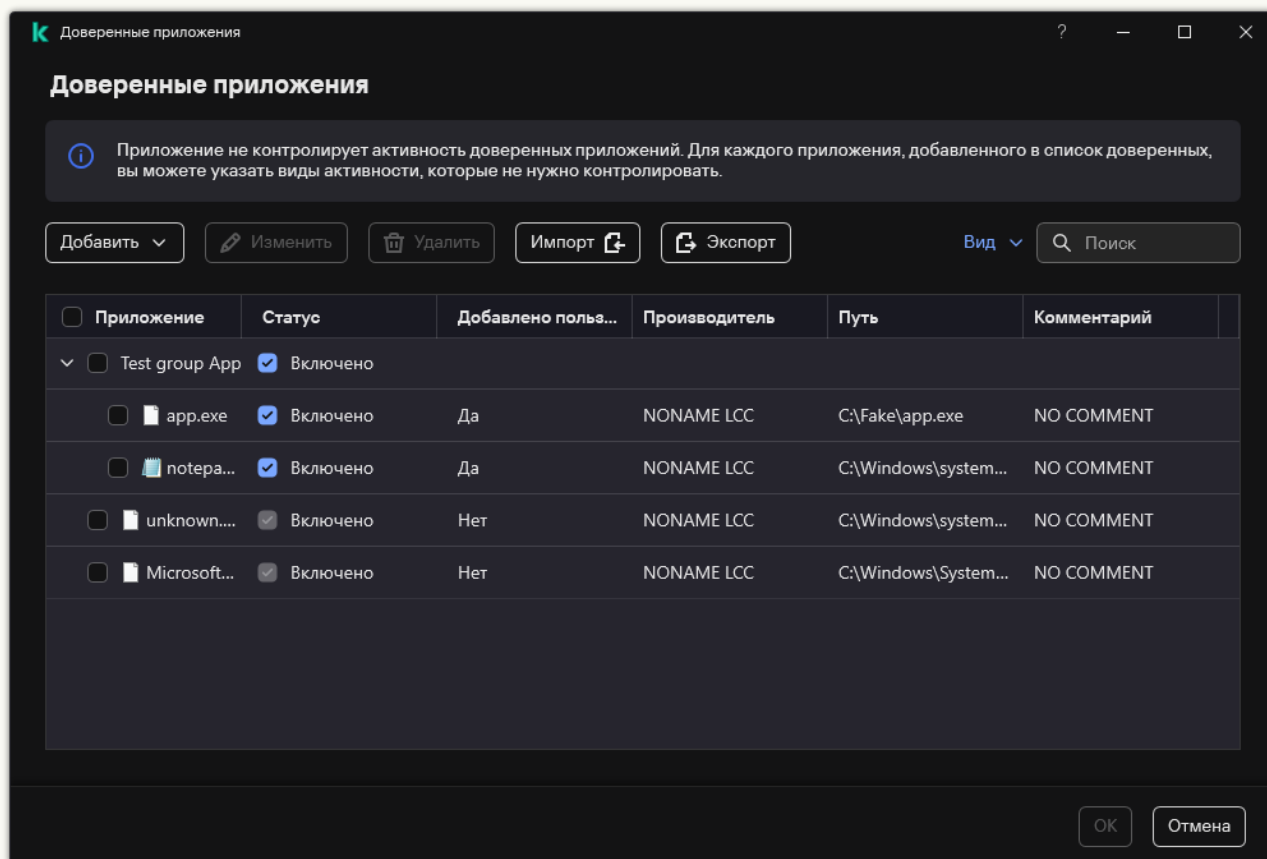 Доверенные приложения
?
Доверенные приложения
Приложение не контролирует активность доверенных приложений. Для каждого приложения, добавленного в список доверенных,
вы можете указать виды активности, которые не нужно контролировать.
Добавить Изменить Удалить Импорт Экспорт Вид Поиск
Приложение Статус Добавлено польз... Производитель Путь Комментарий
Test group App Включено
app.exe Включено Да NONAME LCC C:\Fake\app.exe NO COMMENT
notepa... Включено Да NONAME LCC C:\Windows\system... NO COMMENT
unknown.... Включено Нет NONAME LCC C:\Windows\system... NO COMMENT
Microsoft... Включено Нет NONAME LCC C:\Windows\System... NO COMMENT
OK Отмена